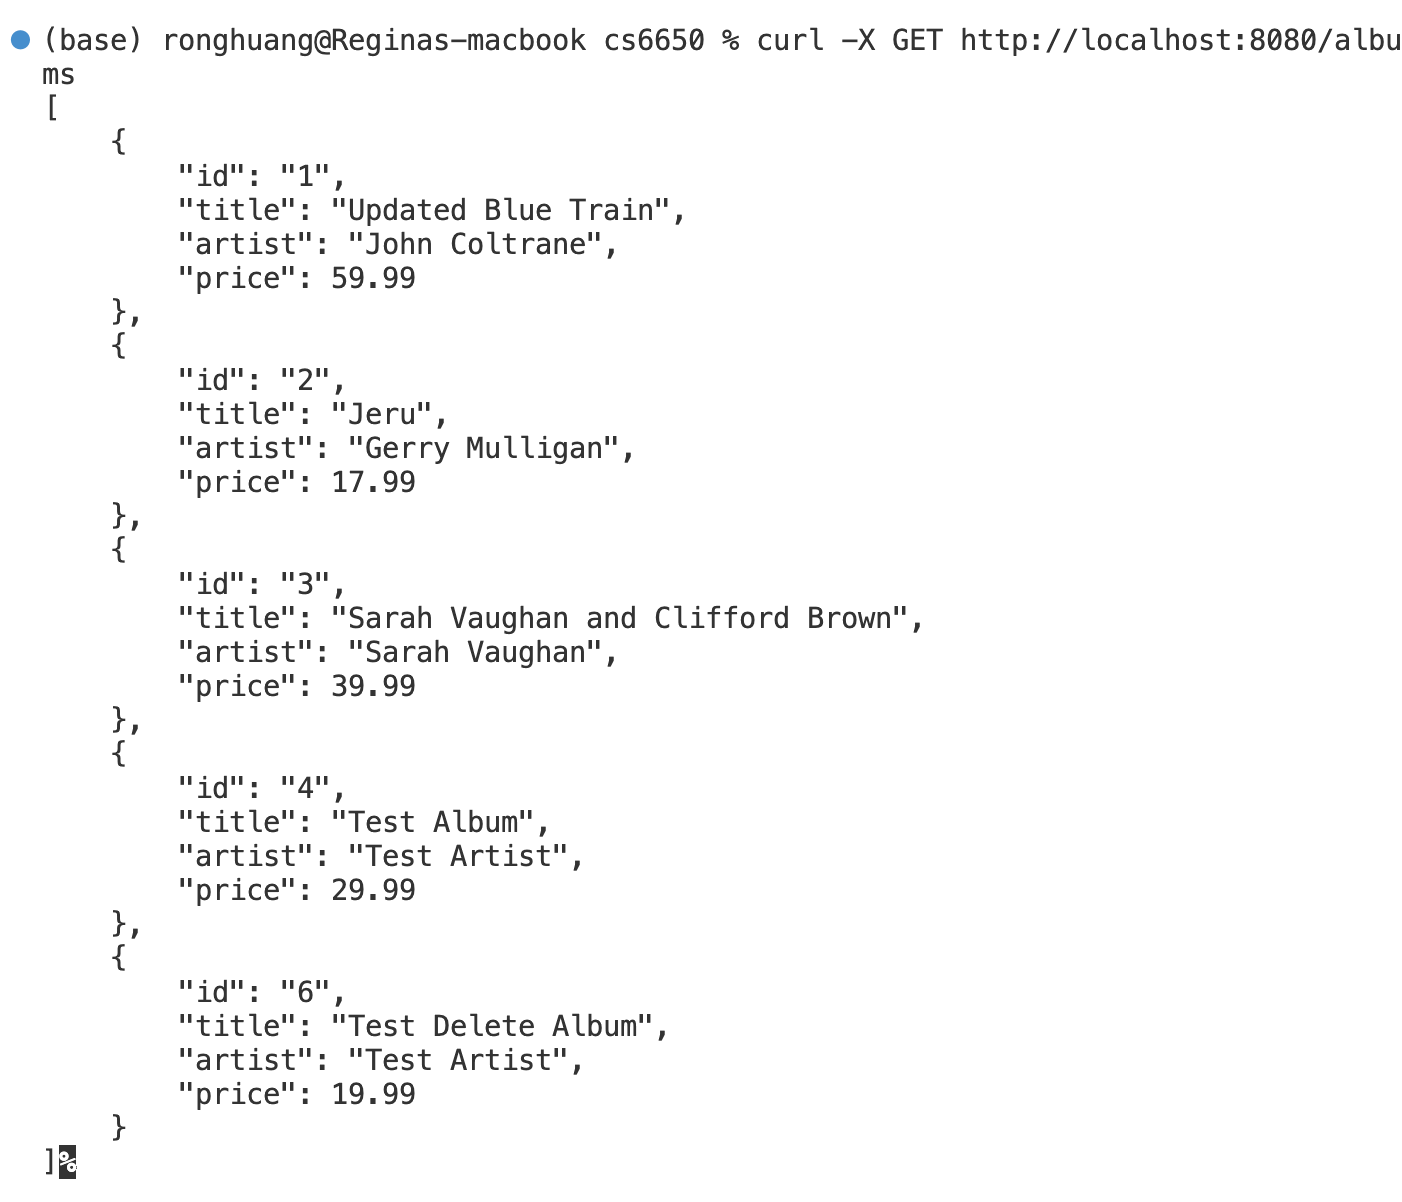 (base) ronghuang@Reginas-macbook cs6650 % curl -X GET http://localhost:8080/albu
ms
[
    {
        "id": "1",
        "title": "Updated Blue Train",
        "artist": "John Coltrane",
        "price": 59.99
    },
    {
        "id": "2",
        "title": "Jeru",
        "artist": "Gerry Mulligan",
        "price": 17.99
    },
    {
        "id": "3",
        "title": "Sarah Vaughan and Clifford Brown",
        "artist": "Sarah Vaughan",
        "price": 39.99
    },
    {
        "id": "4",
        "title": "Test Album",
        "artist": "Test Artist",
        "price": 29.99
    },
    {
        "id": "6",
        "title": "Test Delete Album",
        "artist": "Test Artist",
        "price": 19.99
    }
]%